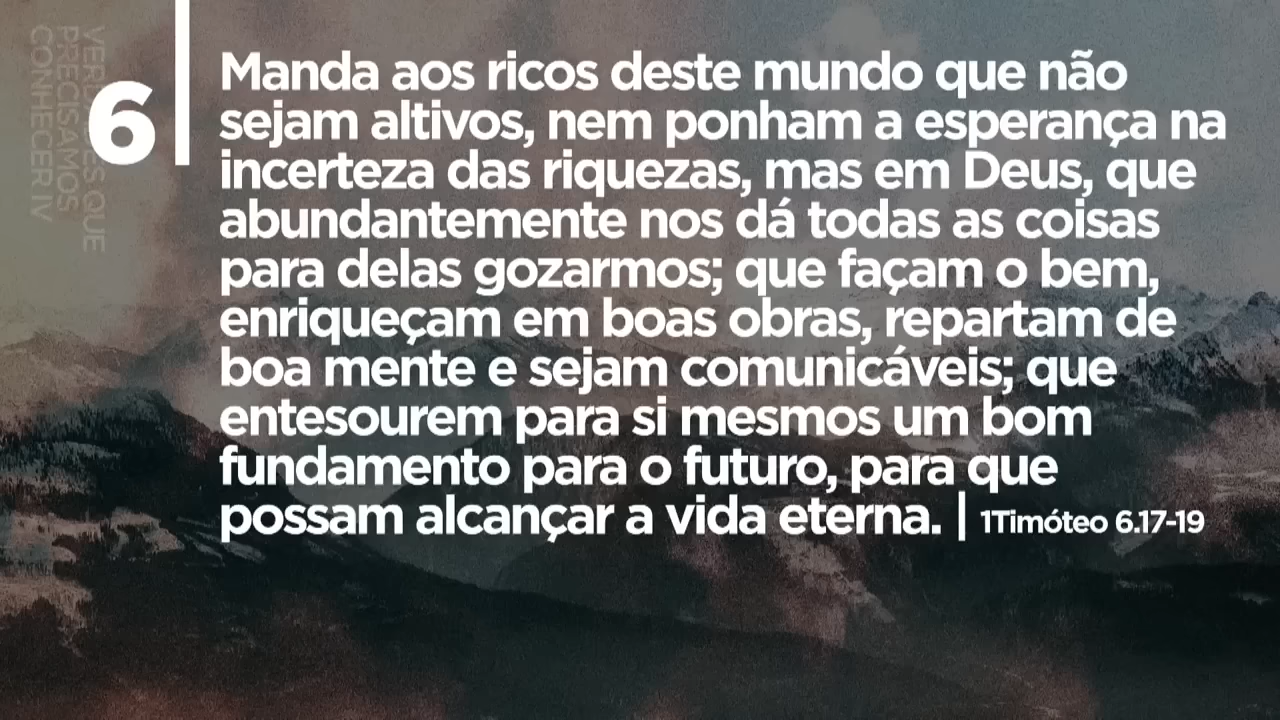 VERDADES QUE
PRECISAMOS
CONHECER IV
6
Manda aos ricos deste mundo que não
sejam altivos, nem ponham a esperança na
incerteza das riquezas, mas em Deus, que
abundantemente nos dá todas as coisas
para delas gozarmos; que façam o bem,
enriqueçam em boas obras, repartam de
boa mente e sejam comunicáveis; que
entesourem para si mesmos um bom
fundamento para o futuro, para que
possam alcançar a vida eterna. | 1Timóteo 6.17-19